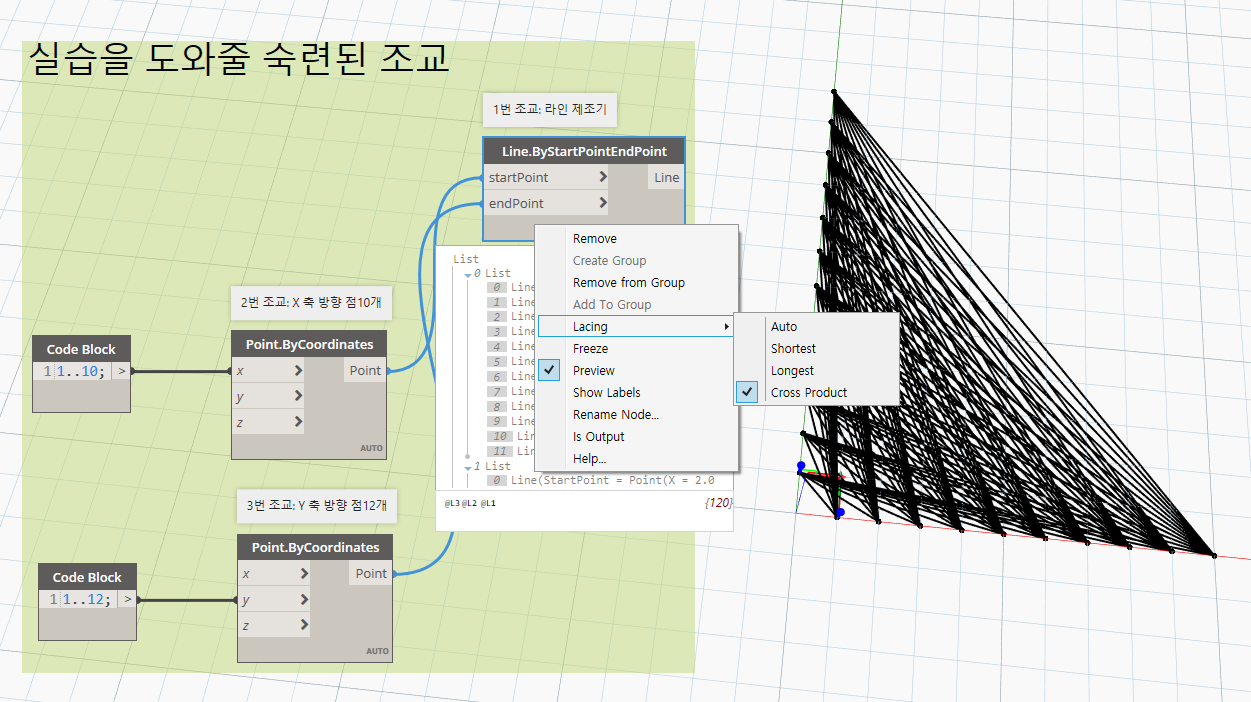 실습을 도와줄 숙련된 조교
1번 조교: 라인 제조기
Line.ByStartPointEndPoint
startPoint >
Line
endPoint >
2번 조교: X 축 방향 점10개
Code Block
1 1..10; >
Point.ByCoordinates
x >
Point
y >
z >
AUTO
3번 조교: Y 축 방향 점12개
Code Block
1 1..12; >
Point.ByCoordinates
x >
Point
y >
z >
AUTO
List
0 List
0 Line
1 Line
2 Line
3 Line
4 Line
5 Line
6 Line
7 Line
8 Line
9 Line
10 Lin
11 Lin
1 List
0 Line(StartPoint = Point(X = 2.0
@L3 @L2 @L1
{120}
Remove
Create Group
Remove from Group
Add To Group
Lacing
Freeze
Preview
Show Labels
Rename Node...
Is Output
Help...
Auto
Shortest
Longest
Cross Product